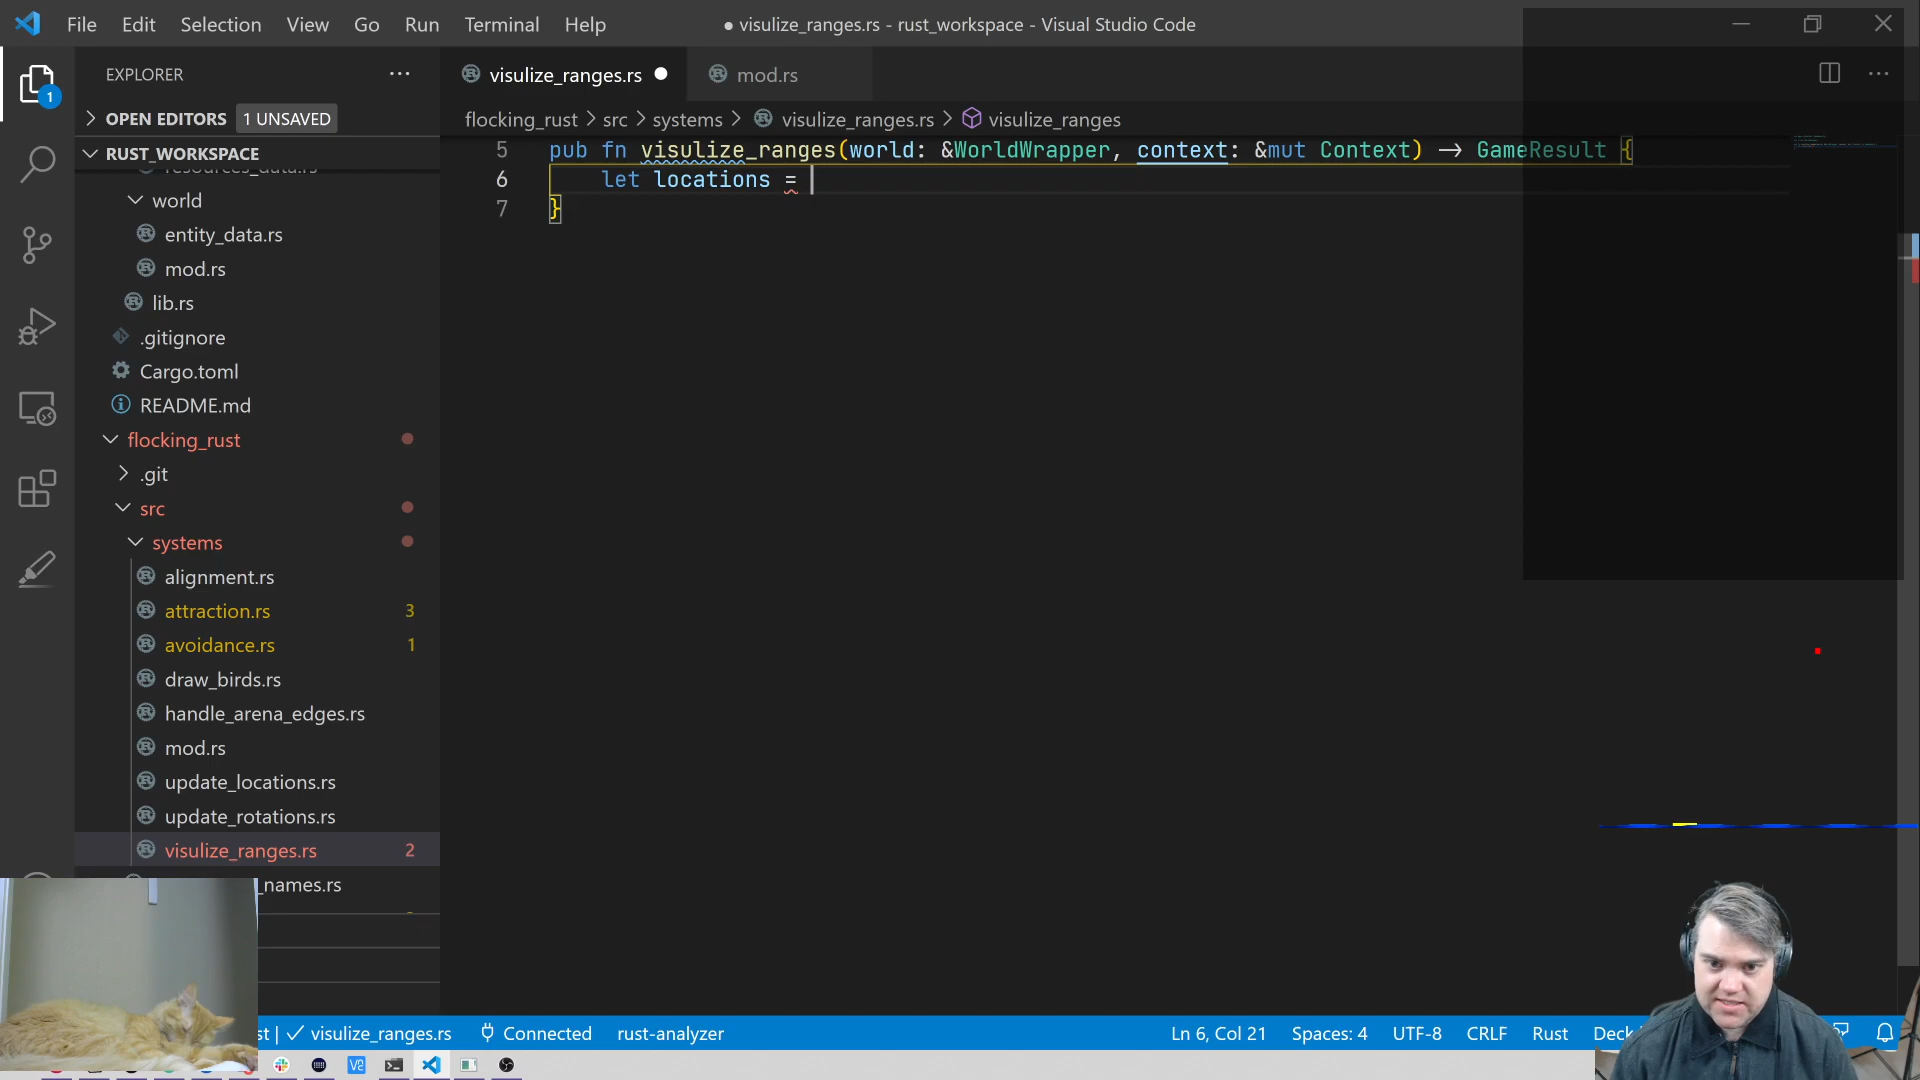 File Edit Selection View Go Run Terminal Help
● visulize_ranges.rs - rust_workspace - Visual Studio Code
EXPLORER
visulize_ranges.rs
mod.rs
OPEN EDITORS 1 UNSAVED
flocking_rust > src > systems > visulize_ranges.rs > visulize_ranges
RUST_WORKSPACE
resources_data.rs
world
entity_data.rs
mod.rs
lib.rs
.gitignore
Cargo.toml
README.md
flocking_rust
.git
src
systems
alignment.rs
attraction.rs 3
avoidance.rs 1
draw_birds.rs
handle_arena_edges.rs
mod.rs
update_locations.rs
update_rotations.rs
visulize_ranges.rs 2
_names.rs
1
5 pub fn visulize_ranges(world: &WorldWrapper, context: &mut Context) -> GameResult {
6 let locations =
7 }
st | ✓ visulize_ranges.rs Connected rust-analyzer Ln 6, Col 21 Spaces: 4 UTF-8 CRLF Rust Deck